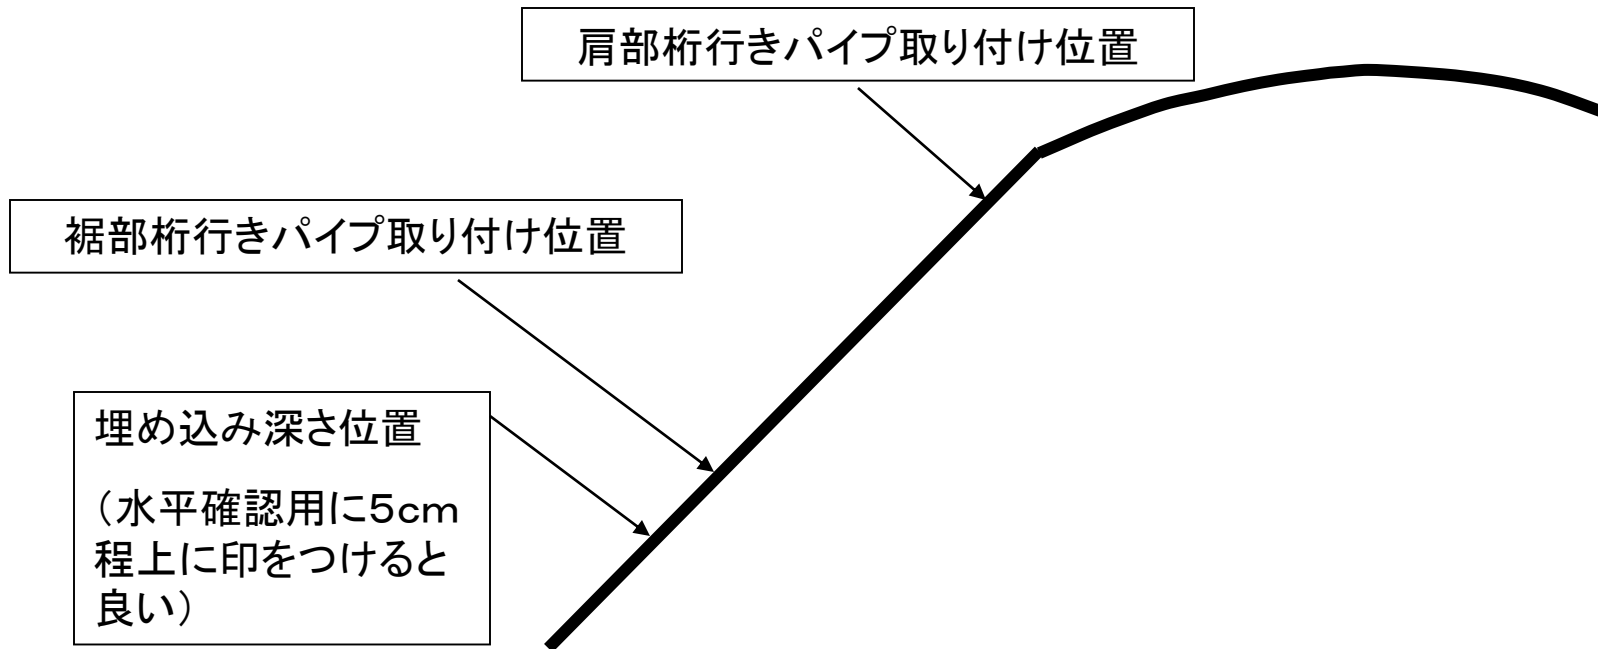 肩部桁行きパイプ取り付け位置
裾部桁行きパイプ取り付け位置
埋め込み深さ位置
（水平確認用に5cm
程上に印をつけると
良い）